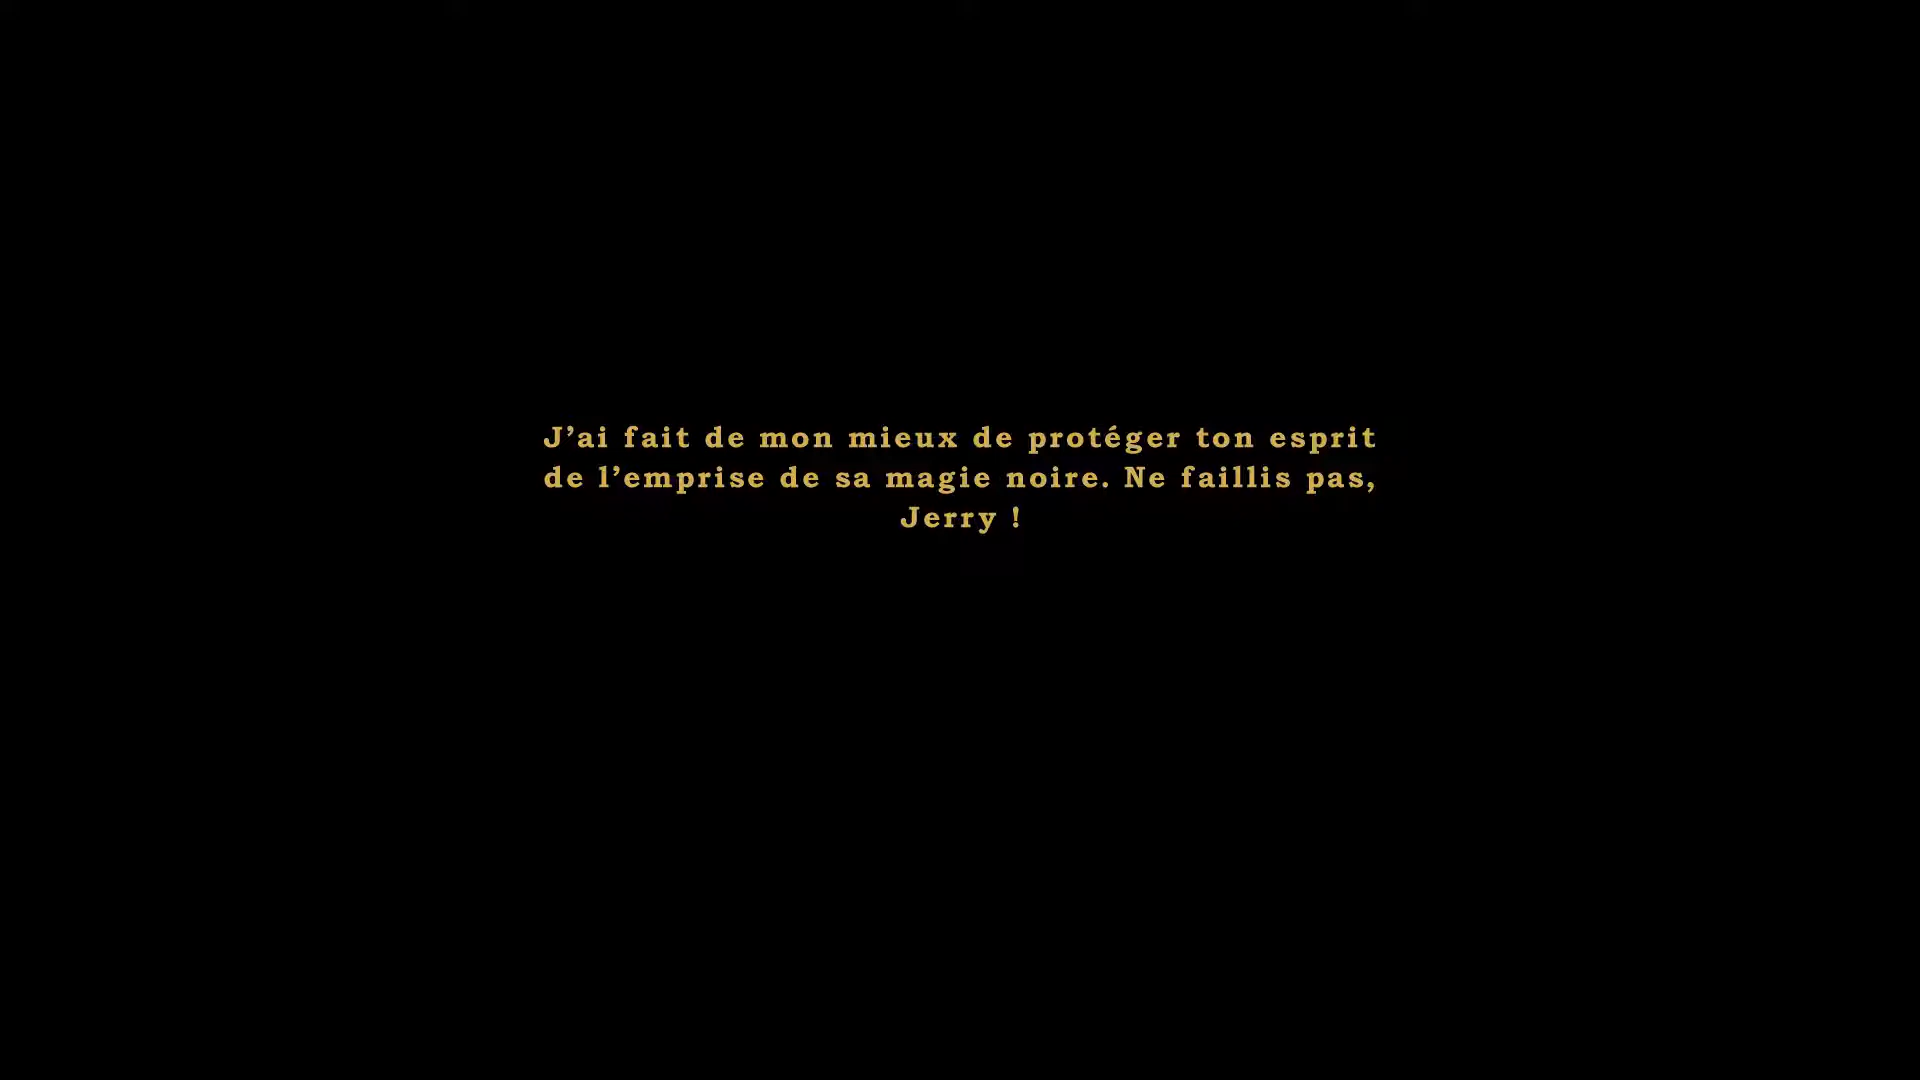 J’ai fait de mon mieux de protéger ton esprit
de l’emprise de sa magie noire. Ne faillis pas,
Jerry !